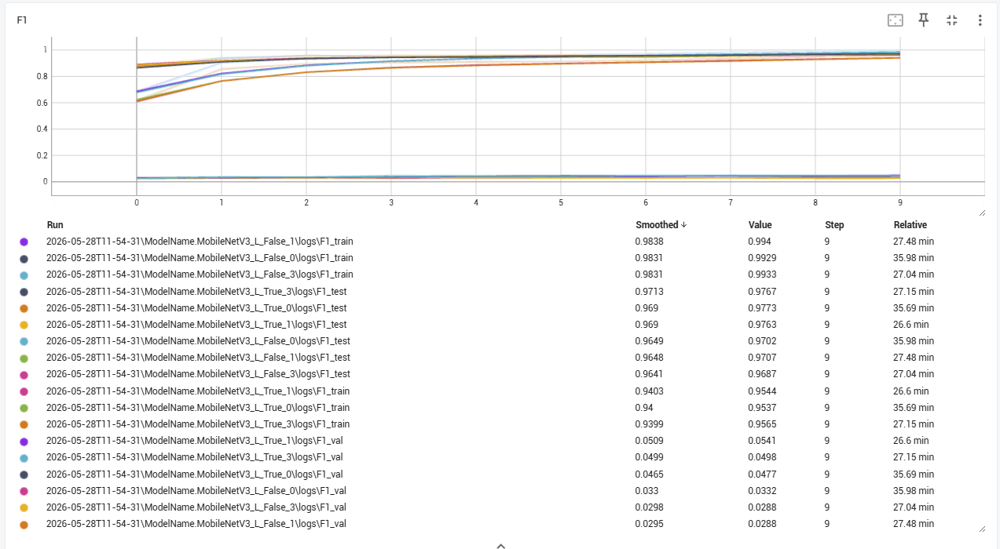 F1
1
0.8
0.6
0.4
0.2
0
0 1 2 3 4 5 6 7 8 9
Run Smoothed Value Step Relative
2026-05-28T11-54-31\ModelName.MobileNetV3_L_False_1\logs\F1_train 0.9838 0.994 9 27.48 min
2026-05-28T11-54-31\ModelName.MobileNetV3_L_False_0\logs\F1_train 0.9831 0.9929 9 35.98 min
2026-05-28T11-54-31\ModelName.MobileNetV3_L_False_3\logs\F1_train 0.9831 0.9933 9 27.04 min
2026-05-28T11-54-31\ModelName.MobileNetV3_L_True_3\logs\F1_test 0.9713 0.9767 9 27.15 min
2026-05-28T11-54-31\ModelName.MobileNetV3_L_True_0\logs\F1_test 0.969 0.9773 9 35.69 min
2026-05-28T11-54-31\ModelName.MobileNetV3_L_True_1\logs\F1_test 0.969 0.9763 9 26.6 min
2026-05-28T11-54-31\ModelName.MobileNetV3_L_False_0\logs\F1_test 0.9649 0.9702 9 35.98 min
2026-05-28T11-54-31\ModelName.MobileNetV3_L_False_1\logs\F1_test 0.9648 0.9707 9 27.48 min
2026-05-28T11-54-31\ModelName.MobileNetV3_L_False_3\logs\F1_test 0.9641 0.9687 9 27.04 min
2026-05-28T11-54-31\ModelName.MobileNetV3_L_True_1\logs\F1_train 0.9403 0.9544 9 26.6 min
2026-05-28T11-54-31\ModelName.MobileNetV3_L_True_0\logs\F1_train 0.94 0.9537 9 35.69 min
2026-05-28T11-54-31\ModelName.MobileNetV3_L_True_3\logs\F1_train 0.9399 0.9565 9 27.15 min
2026-05-28T11-54-31\ModelName.MobileNetV3_L_True_1\logs\F1_val 0.0509 0.0541 9 26.6 min
2026-05-28T11-54-31\ModelName.MobileNetV3_L_True_3\logs\F1_val 0.0499 0.0498 9 27.15 min
2026-05-28T11-54-31\ModelName.MobileNetV3_L_True_0\logs\F1_val 0.0465 0.0477 9 35.69 min
2026-05-28T11-54-31\ModelName.MobileNetV3_L_False_0\logs\F1_val 0.033 0.0332 9 35.98 min
2026-05-28T11-54-31\ModelName.MobileNetV3_L_False_3\logs\F1_val 0.0298 0.0288 9 27.04 min
2026-05-28T11-54-31\ModelName.MobileNetV3_L_False_1\logs\F1_val 0.0295 0.0288 9 27.48 min